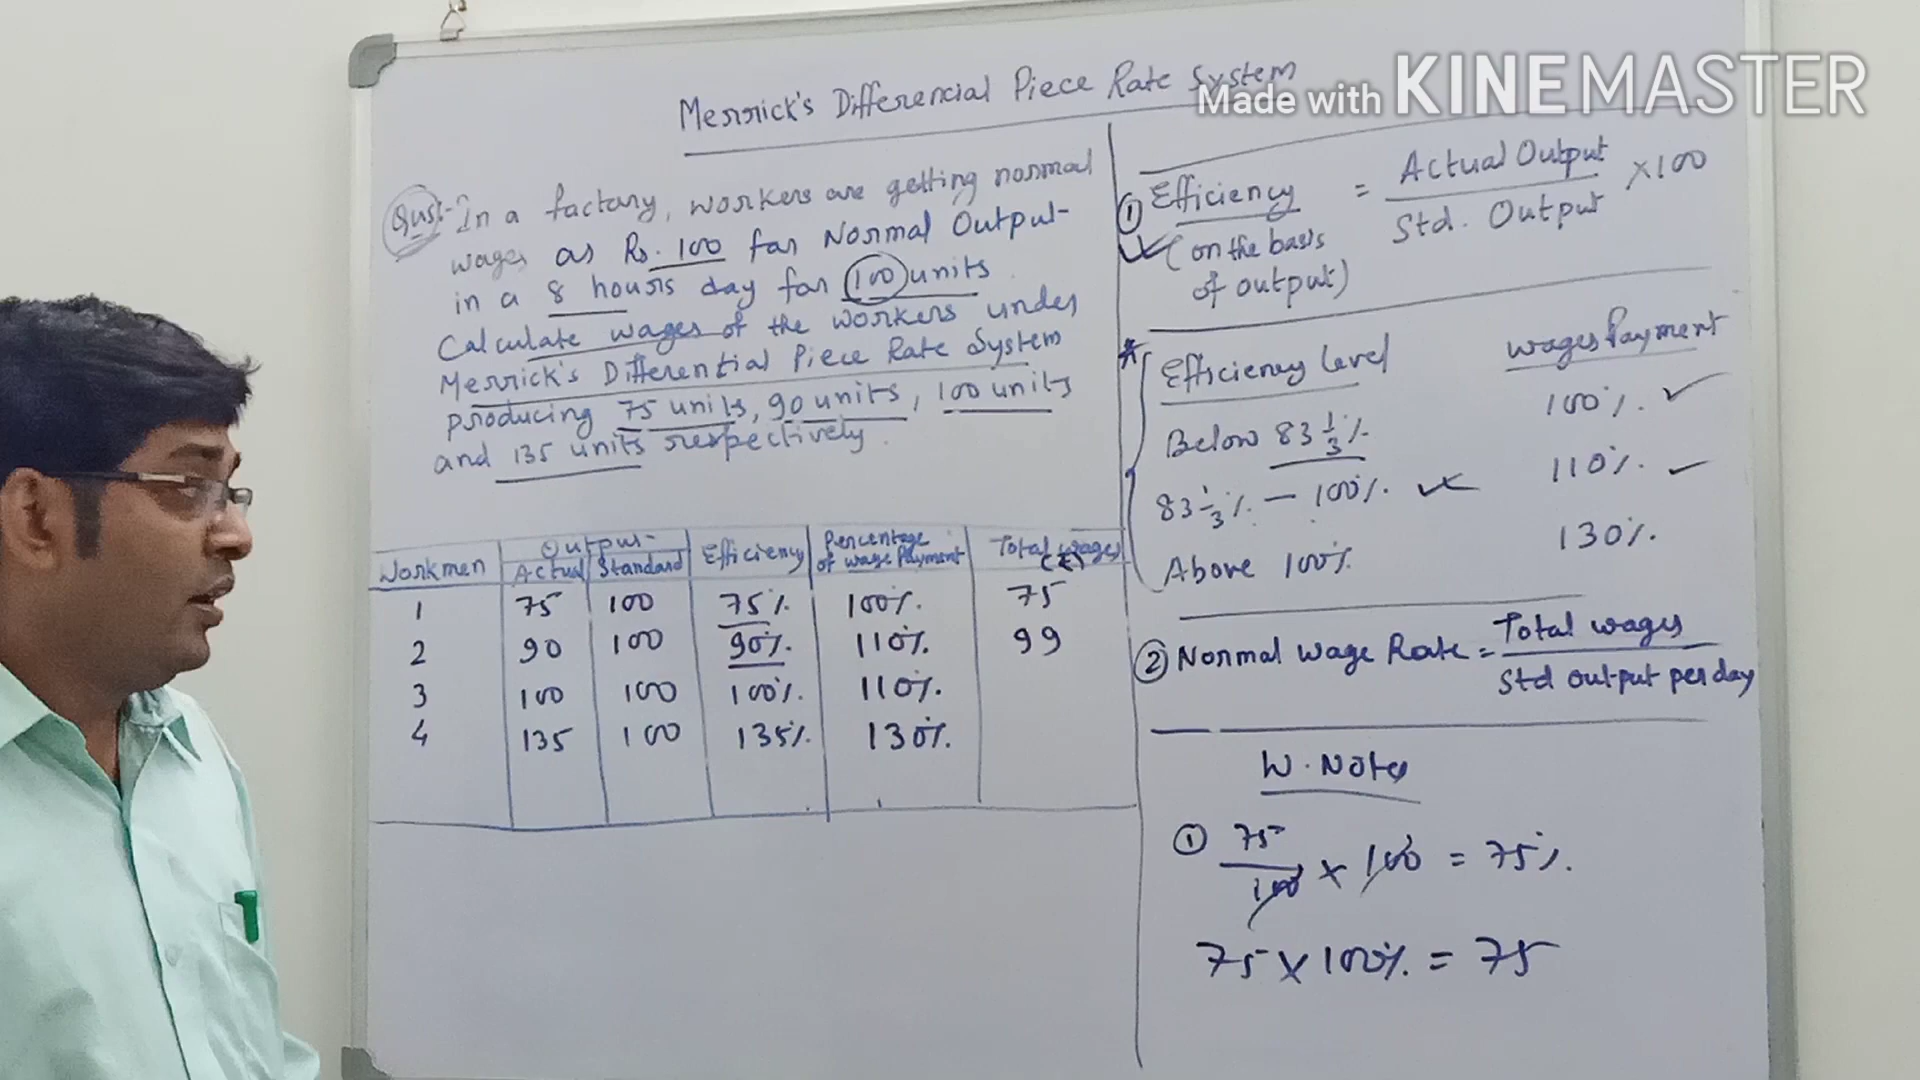 Merrick's Differencial Piece Rate System
Made with KINEMASTER
Qus:- In a factory, workers are getting normal
wages as Rs. 100 for Normal Output-
in a 8 hours day for 100 units.
Calculate wages of the workers under
Merrick's Differential Piece Rate System
producing 75 units, 90 units, 100 units
and 135 units respectively.
Workmen Output Efficiency Percentage of wage Payment Total wages (₹)
Actual Standard
1 75 100 75% 100% 75
2 90 100 90% 110% 99
3 100 100 100% 110%
4 135 100 135% 130%
① Efficiency = Actual Output / Std. Output × 100
(on the basis
of output)
* Efficiency Level Wages Payment
Below 83 1/3 % 100% ✓
83 1/3 % — 100% ✓ 110% ✓
Above 100% 130%
② Normal Wage Rate = Total wages / Std output per day
W. Notes
① 75/100 × 100 = 75%.
75 × 100% = 75